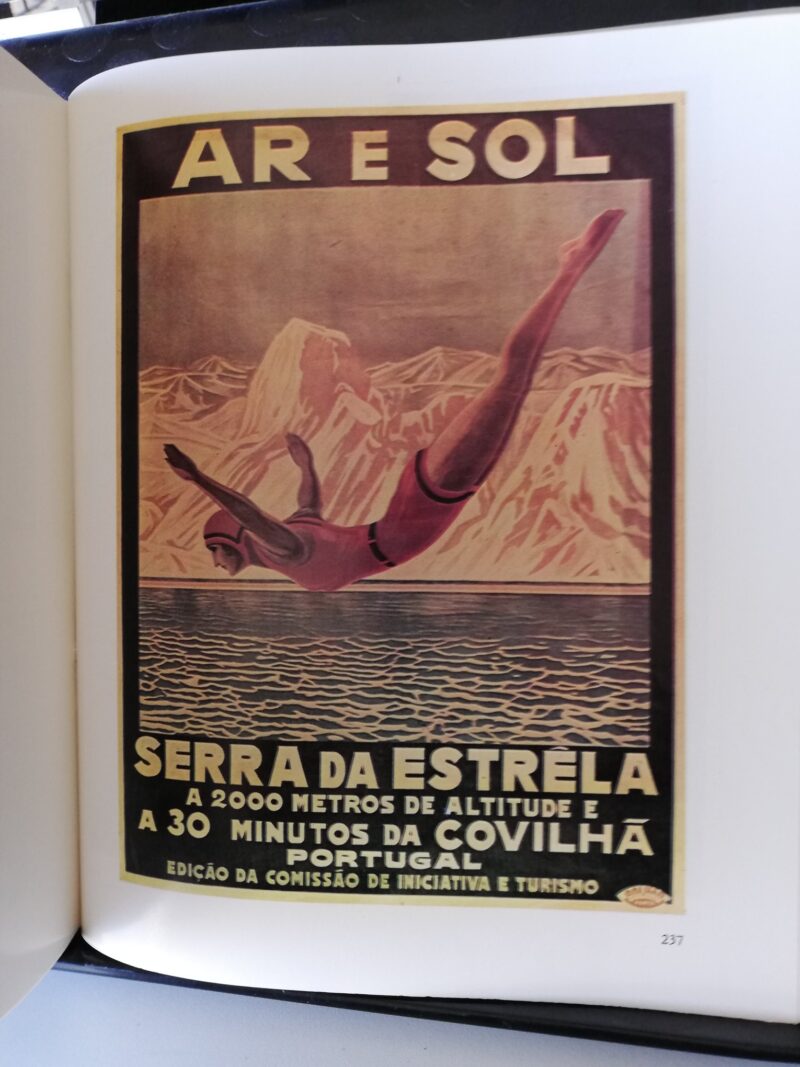 AR E SOL
SERRA DA ESTRÊLA
A 2000 METROS DE ALTITUDE E
A 30 MINUTOS DA COVILHÃ
PORTUGAL
EDIÇÃO DA COMISSÃO DE INICIATIVA E TURISMO
237